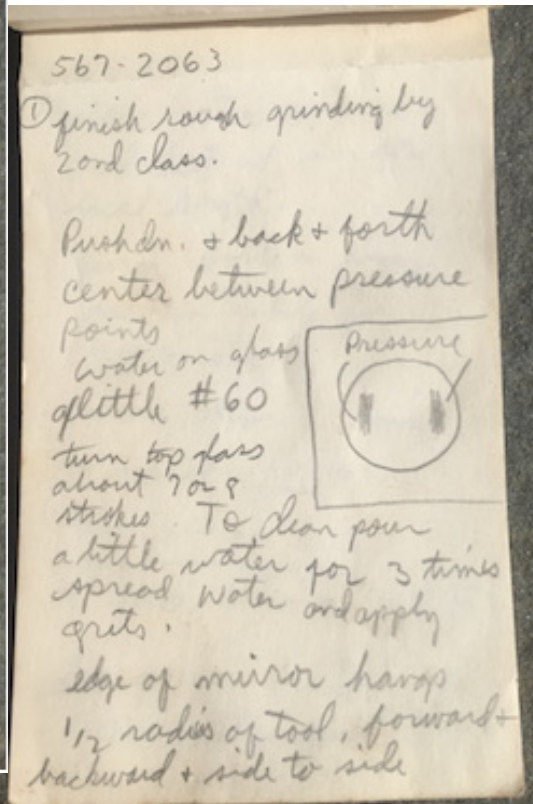 567-2063
① finish rough grinding by
2ond class.
Push dn. + back + forth
center between pressure
points
water on glass
a little #60
Pressure
turn top glass
about 7 or 8
strokes. To clean pour
a little water for 3 times
spread water and apply
grits.
edge of mirror hangs
1/2 radius of tool, forward +
backward + side to side